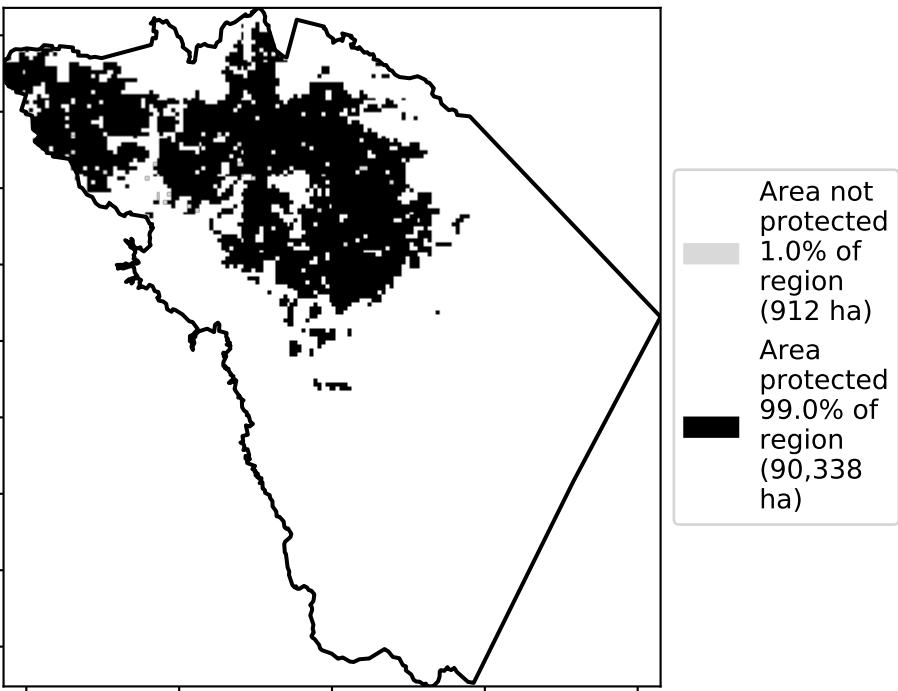 Area not
protected
1.0% of
region
(912 ha)
Area
protected
99.0% of
region
(90,338
ha)